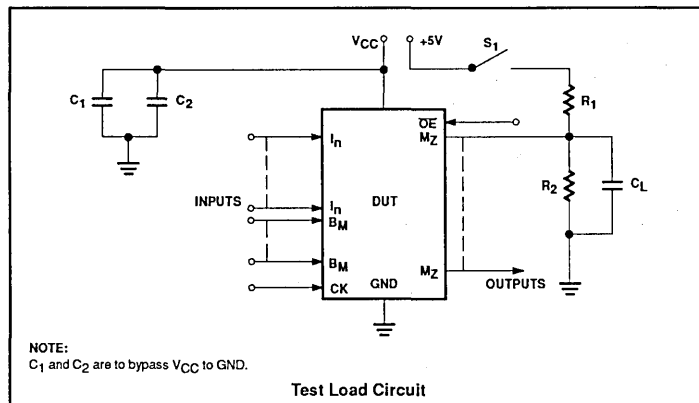 VCC +5V S1
C1 C2 R1
OE
In MZ
R2 CL
INPUTS DUT
In
BM
BM MZ
GND OUTPUTS
CK
NOTE:
C1 and C2 are to bypass VCC to GND.
Test Load Circuit